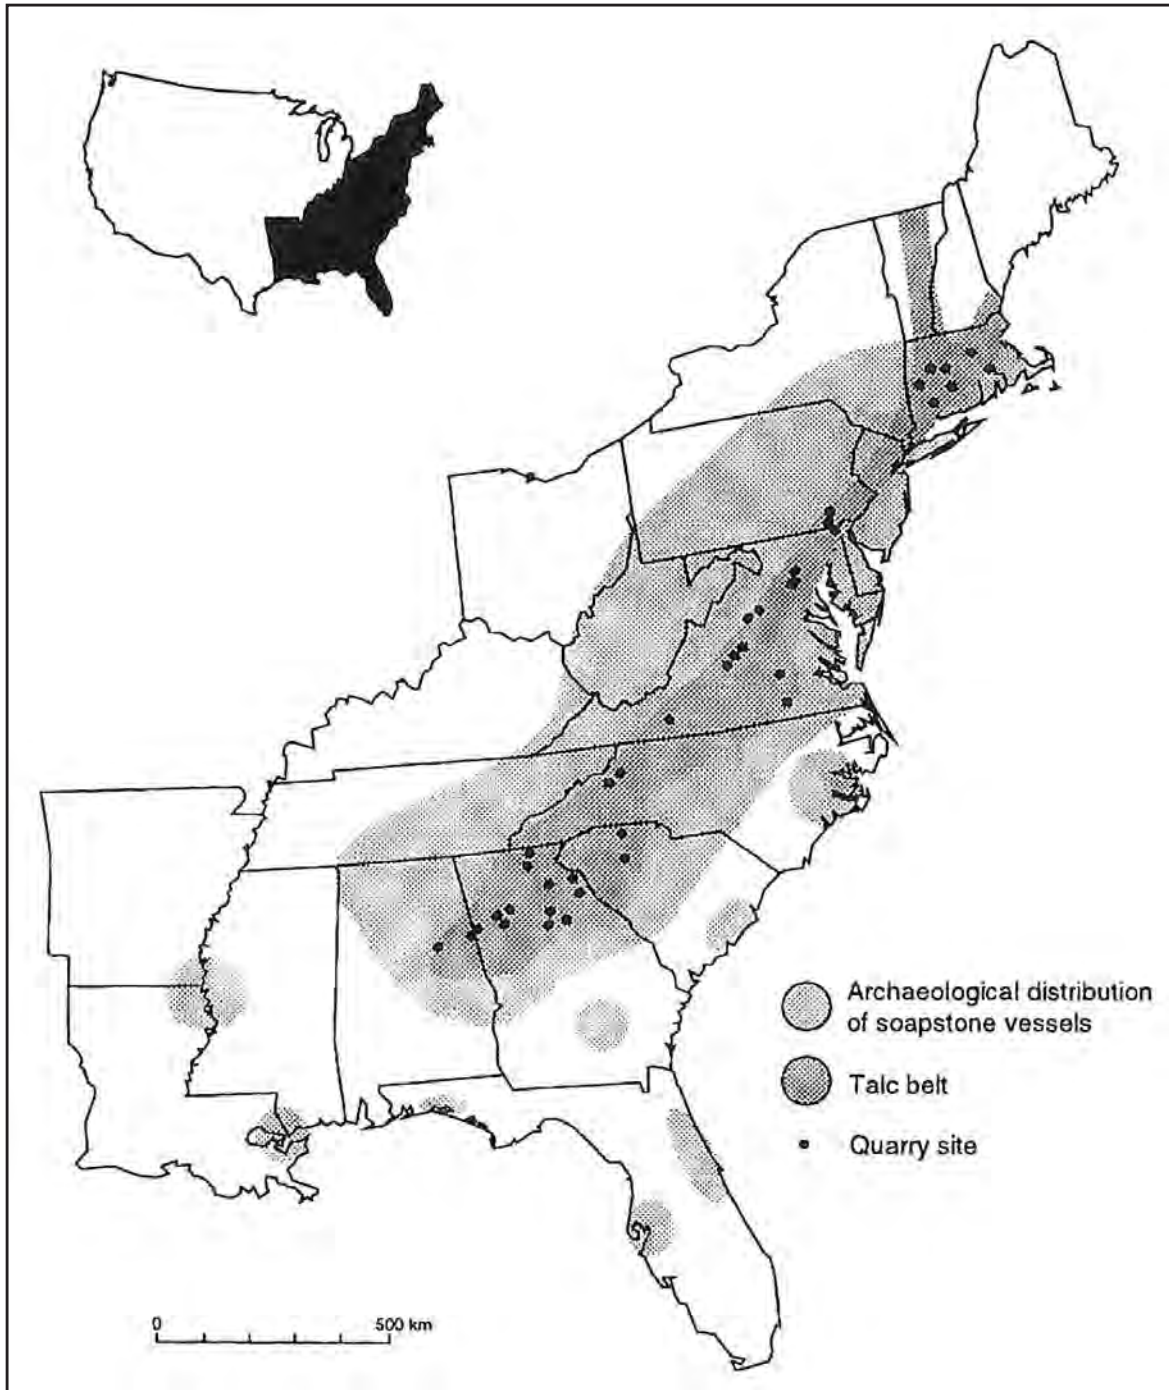 Archaeological distribution
of soapstone vessels
Talc belt
Quarry site
0 500 km